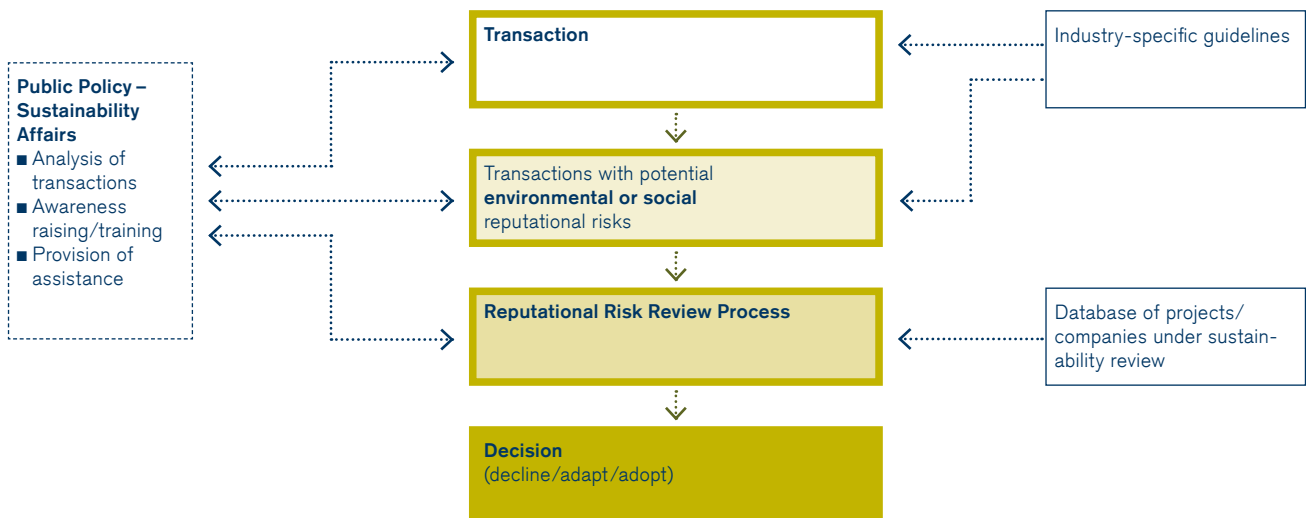 Public Policy –
Sustainability
Affairs
■ Analysis of
transactions
■ Awareness
raising/training
■ Provision of
assistance
Transaction
Transactions with potential
environmental or social
reputational risks
Reputational Risk Review Process
Decision
(decline/adapt/adopt)
Industry-specific guidelines
Database of projects/
companies under sustain-
ability review